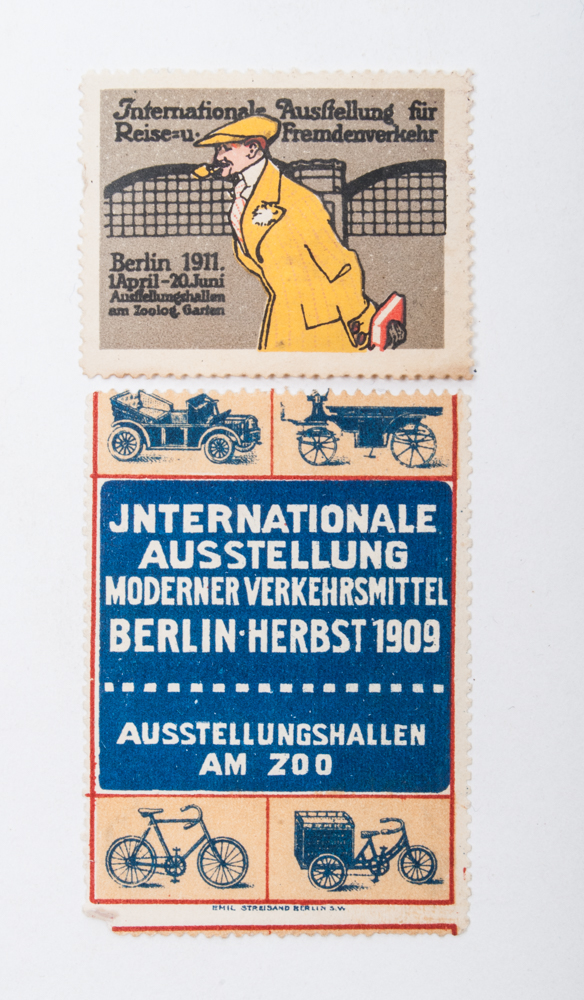 Internationale Ausstellung für
Reise=u. Fremdenverkehr
Berlin 1911.
1.April-20.Juni
Ausstellungshallen
am Zoolog. Garten
JNTERNATIONALE
AUSSTELLUNG
MODERNER VERKEHRSMITTEL
BERLIN·HERBST 1909
AUSSTELLUNGSHALLEN
AM ZOO
EMIL STREISAND BERLIN S.W.